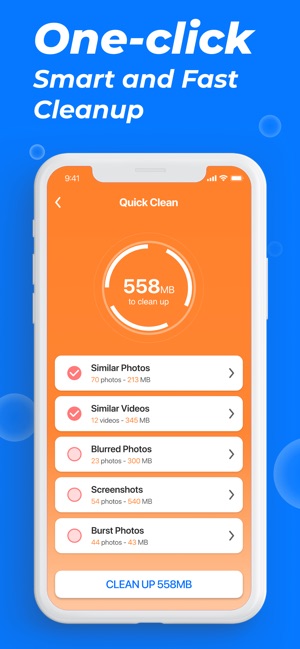 One-click
Smart and Fast
Cleanup
9:41
Quick Clean
558MB
to clean up
Similar Photos
70 photos - 213 MB
Similar Videos
12 videos - 345 MB
Blurred Photos
23 photos - 300 MB
Screenshots
54 photos - 540 MB
Burst Photos
44 photos - 43 MB
CLEAN UP 558MB